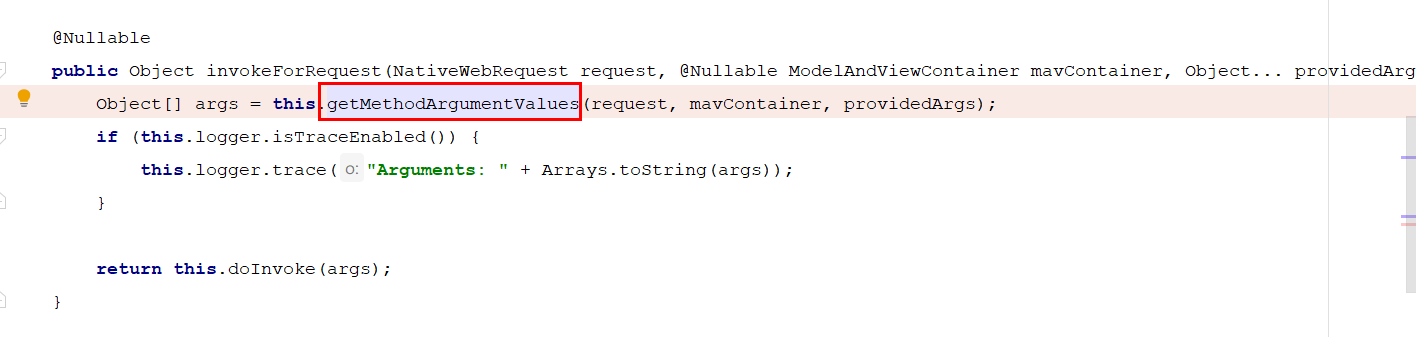 @Nullable
public Object invokeForRequest(NativeWebRequest request, @Nullable ModelAndViewContainer mavContainer, Object... providedArg
Object[] args = this.getMethodArgumentValues(request, mavContainer, providedArgs);
if (this.logger.isTraceEnabled()) {
this.logger.trace( o: "Arguments: " + Arrays.toString(args));
}
return this.doInvoke(args);
}